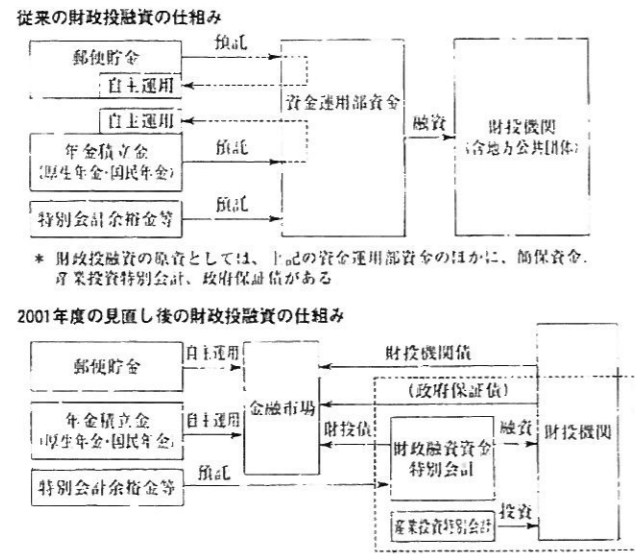 従来の財政投融資の仕組み
郵便貯金
預託
自主運用
自主運用
年金積立金
(厚生年金・国民年金)
預託
特別会計余裕金等
預託
資金運用部資金
融資
財投機関
(含地方公共団体)
* 財政投融資の原資としては、上記の資金運用部資金のほかに、簡保資金、
産業投資特別会計、政府保証債がある
2001年度の見直し後の財政投融資の仕組み
郵便貯金
自主運用
年金積立金
(厚生年金・国民年金)
自主運用
特別会計余裕金等
預託
金融市場
財投機関債
(政府保証債)
財投債
財政融資資金
特別会計
融資
産業投資特別会計
投資
財投機関